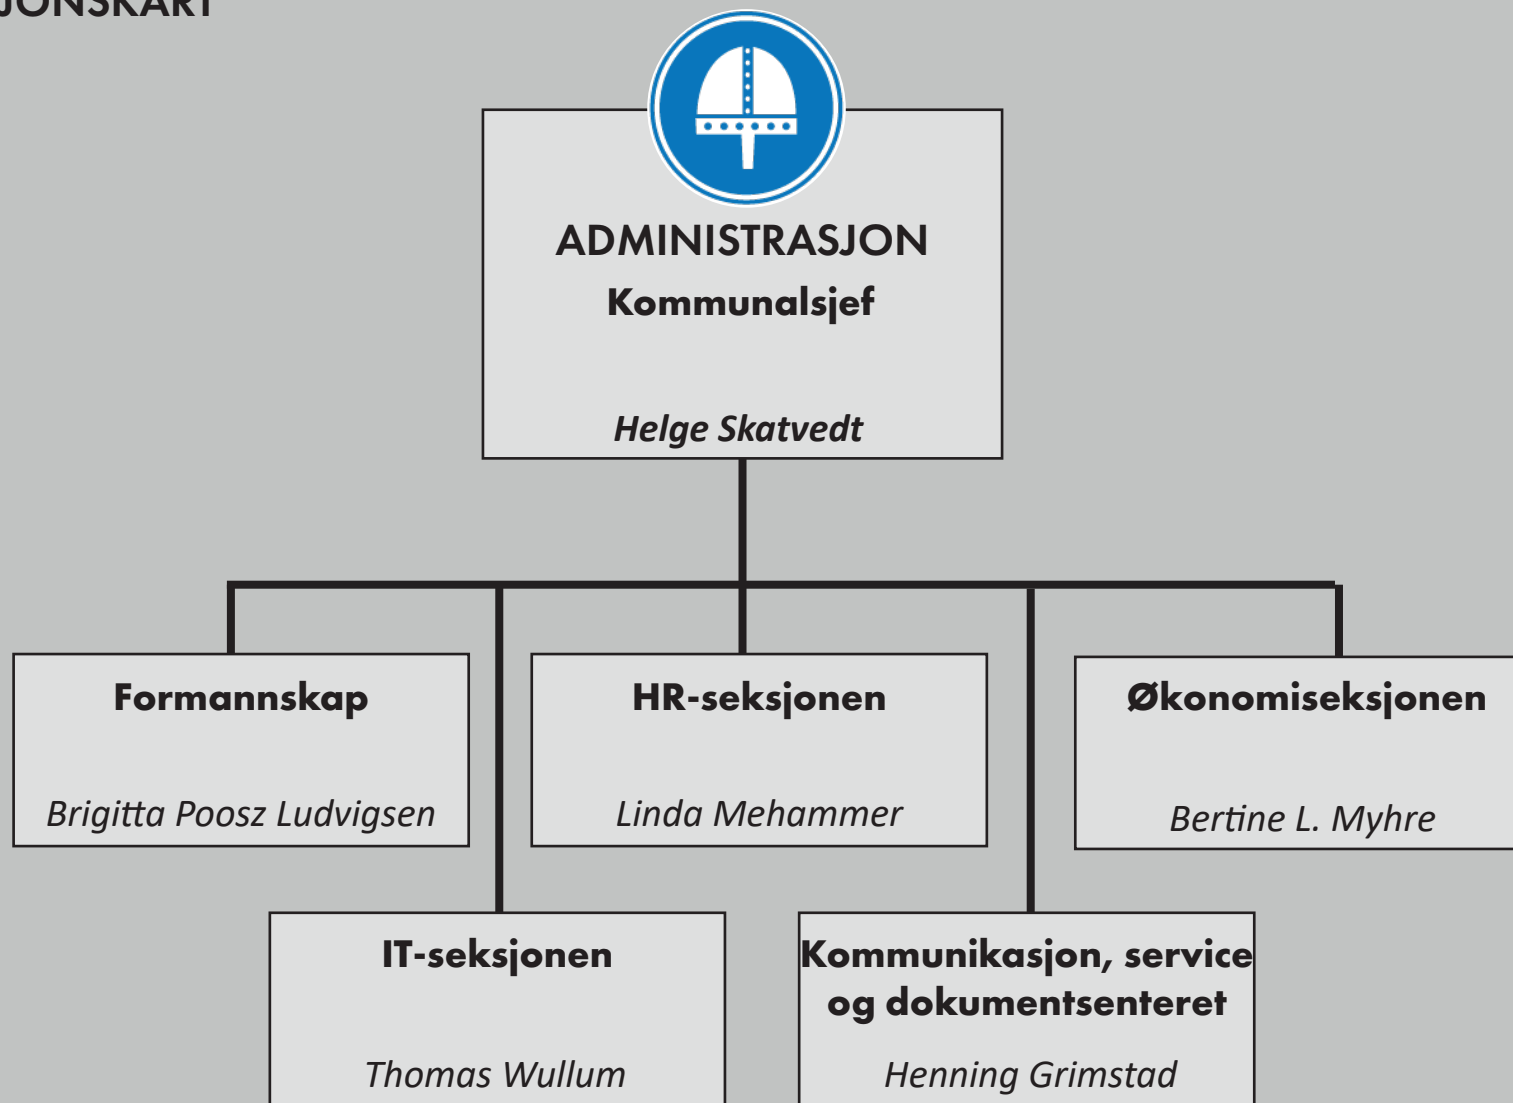 JONSKART
ADMINISTRASJON
Kommunalsjef
Helge Skatvedt
Formannskap
Brigitta Poosz Ludvigsen
HR-seksjonen
Linda Mehammer
Økonomiseksjonen
Bertine L. Myhre
IT-seksjonen
Thomas Wullum
Kommunikasjon, service
og dokumentsenteret
Henning Grimstad